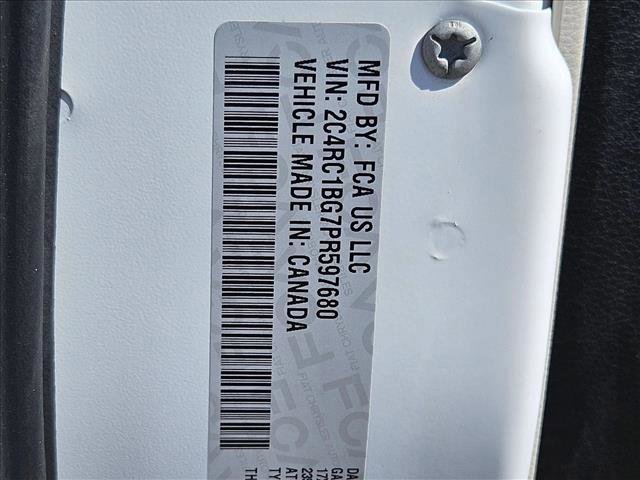 MFD BY: FCA US LLC
VIN: 2C4RC1BG7PR597680
VEHICLE MADE IN: CANADA